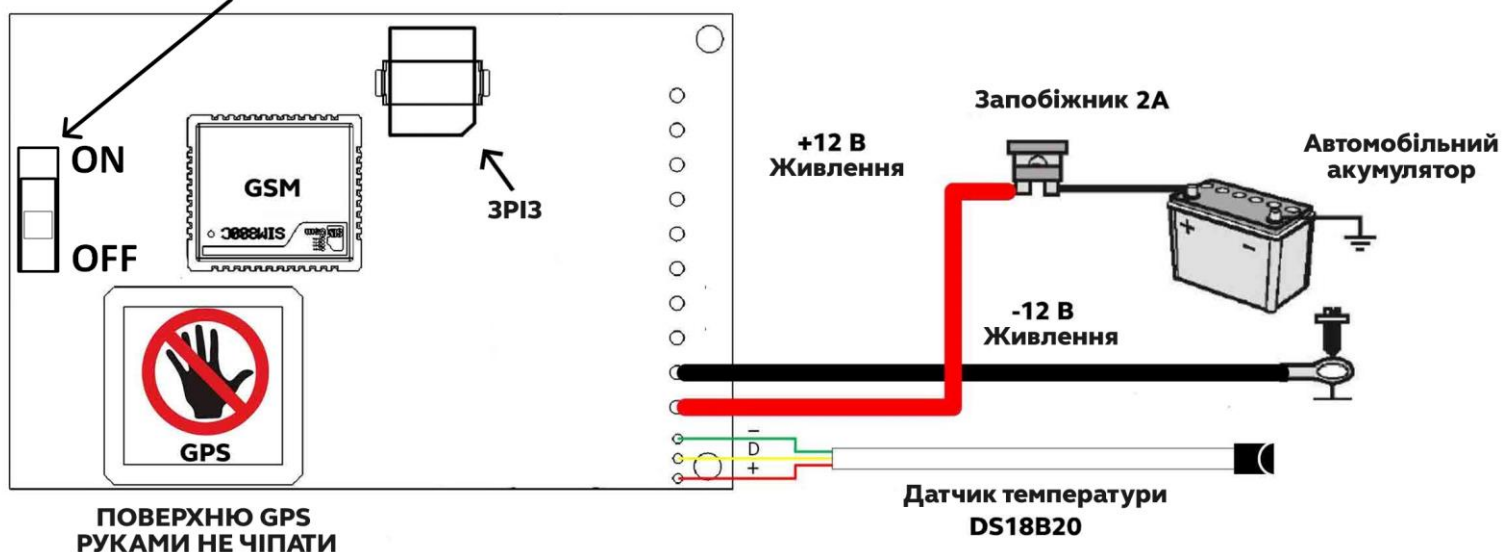 ON
OFF
GSM
SIM800C
ЗРІЗ
GPS
ПОВЕРХНЮ GPS
РУКАМИ НЕ ЧІПАТИ
+12 В
Живлення
Запобіжник 2А
Автомобільний
акумулятор
+
-
-12 В
Живлення
−
D
+
Датчик температури
DS18B20